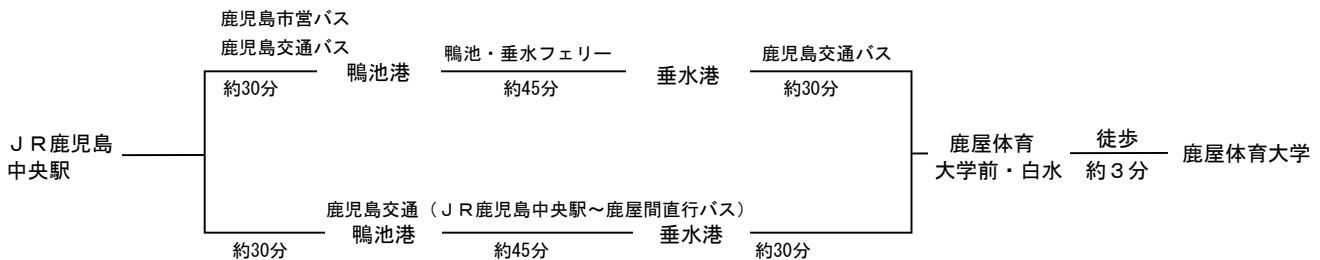 鹿児島市営バス
鹿児島交通バス
鴨池・垂水フェリー
鹿児島交通バス
鴨池港
垂水港
約30分
約45分
約30分
ＪＲ鹿児島
中央駅
鹿屋体育
大学前・白水
徒歩
約３分
鹿屋体育大学
鹿児島交通（ＪＲ鹿児島中央駅～鹿屋間直行バス）
鴨池港
垂水港
約30分
約45分
約30分